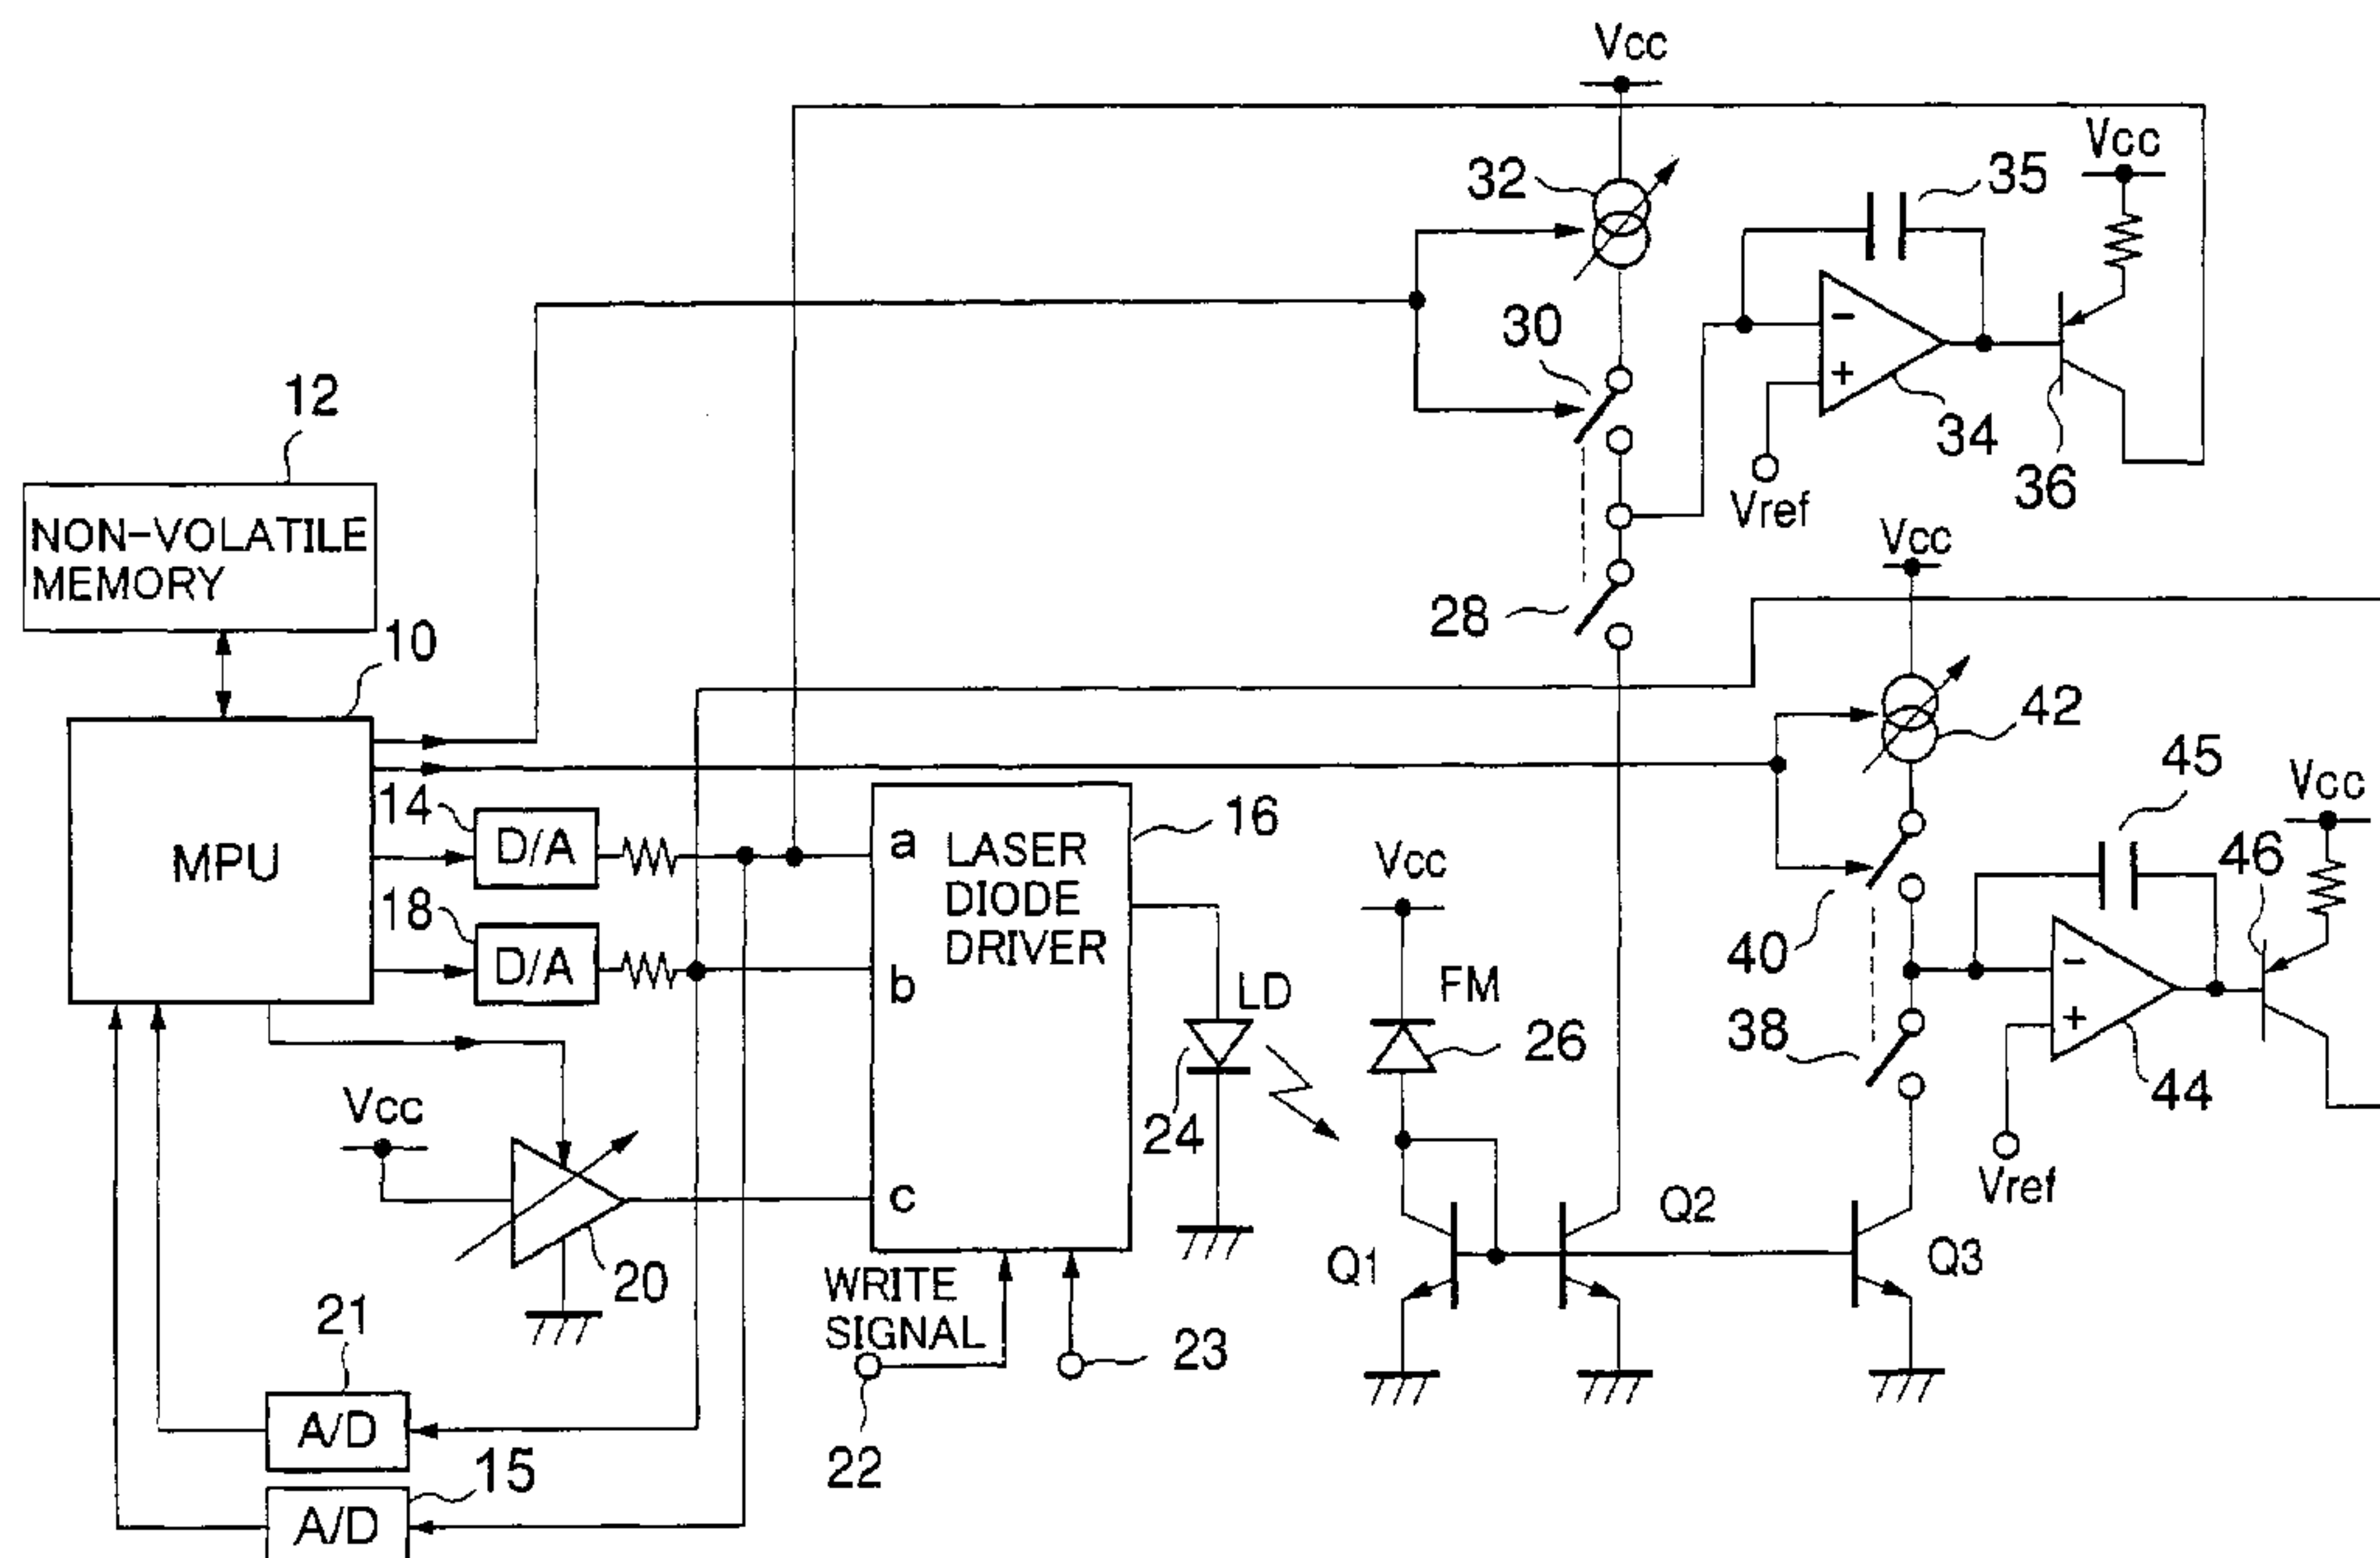 Vcc
Vcc
32
35
30
12
34
36
Vref
NON-VOLATILE
MEMORY
Vcc
28
10
42
14
45
Vcc
MPU
D/A
a
LASER
DIODE
DRIVER
16
Vcc
46
18
D/A
b
40
LD
FM
26
38
24
44
Vcc
c
Vref
Q2
Q1
Q3
20
WRITE
SIGNAL
21
23
A/D
22
15
A/D